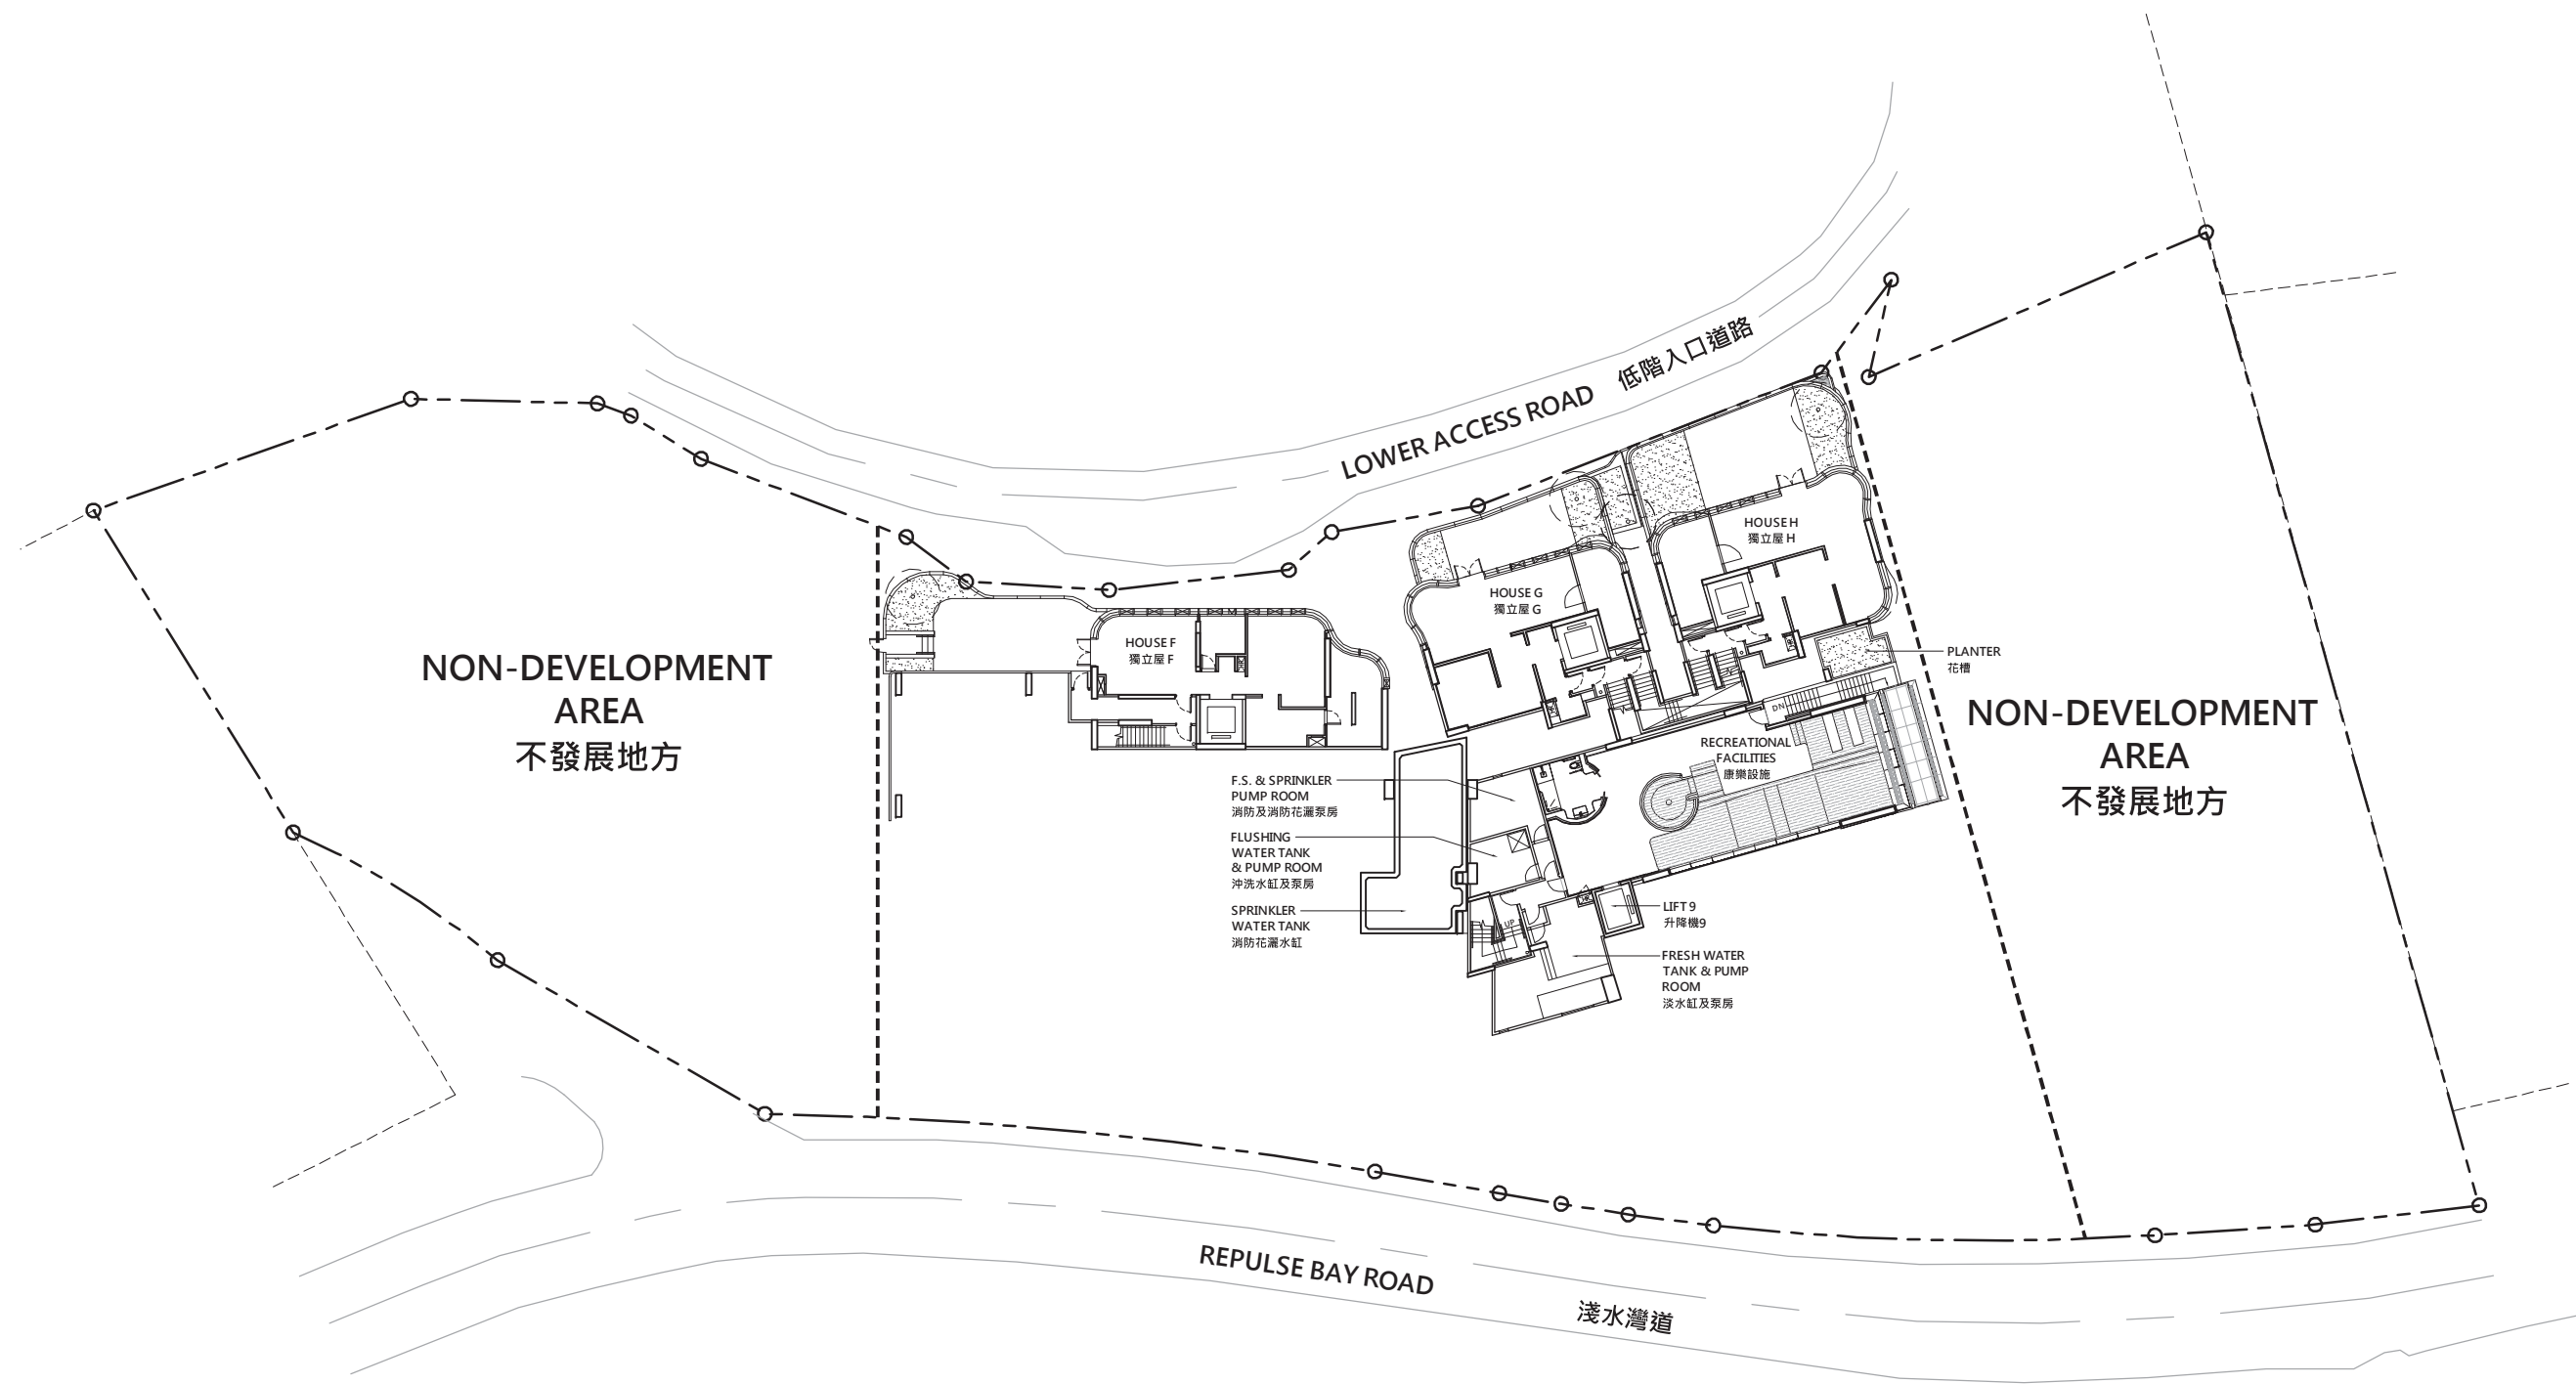 LOWER ACCESS ROAD 低階入口道路
HOUSE H
獨立屋 H
HOUSE G
獨立屋 G
HOUSE F
獨立屋 F
NON-DEVELOPMENT
AREA
不發展地方
PLANTER
花槽
NON-DEVELOPMENT
AREA
不發展地方
DN
RECREATIONAL
FACILITIES
康樂設施
F.S. & SPRINKLER
PUMP ROOM
消防及消防花灑泵房
FLUSHING
WATER TANK
& PUMP ROOM
沖洗水缸及泵房
SPRINKLER
WATER TANK
消防花灑水缸
UP
LIFT 9
升降機9
FRESH WATER
TANK & PUMP
ROOM
淡水缸及泵房
REPULSE BAY ROAD 淺水灣道